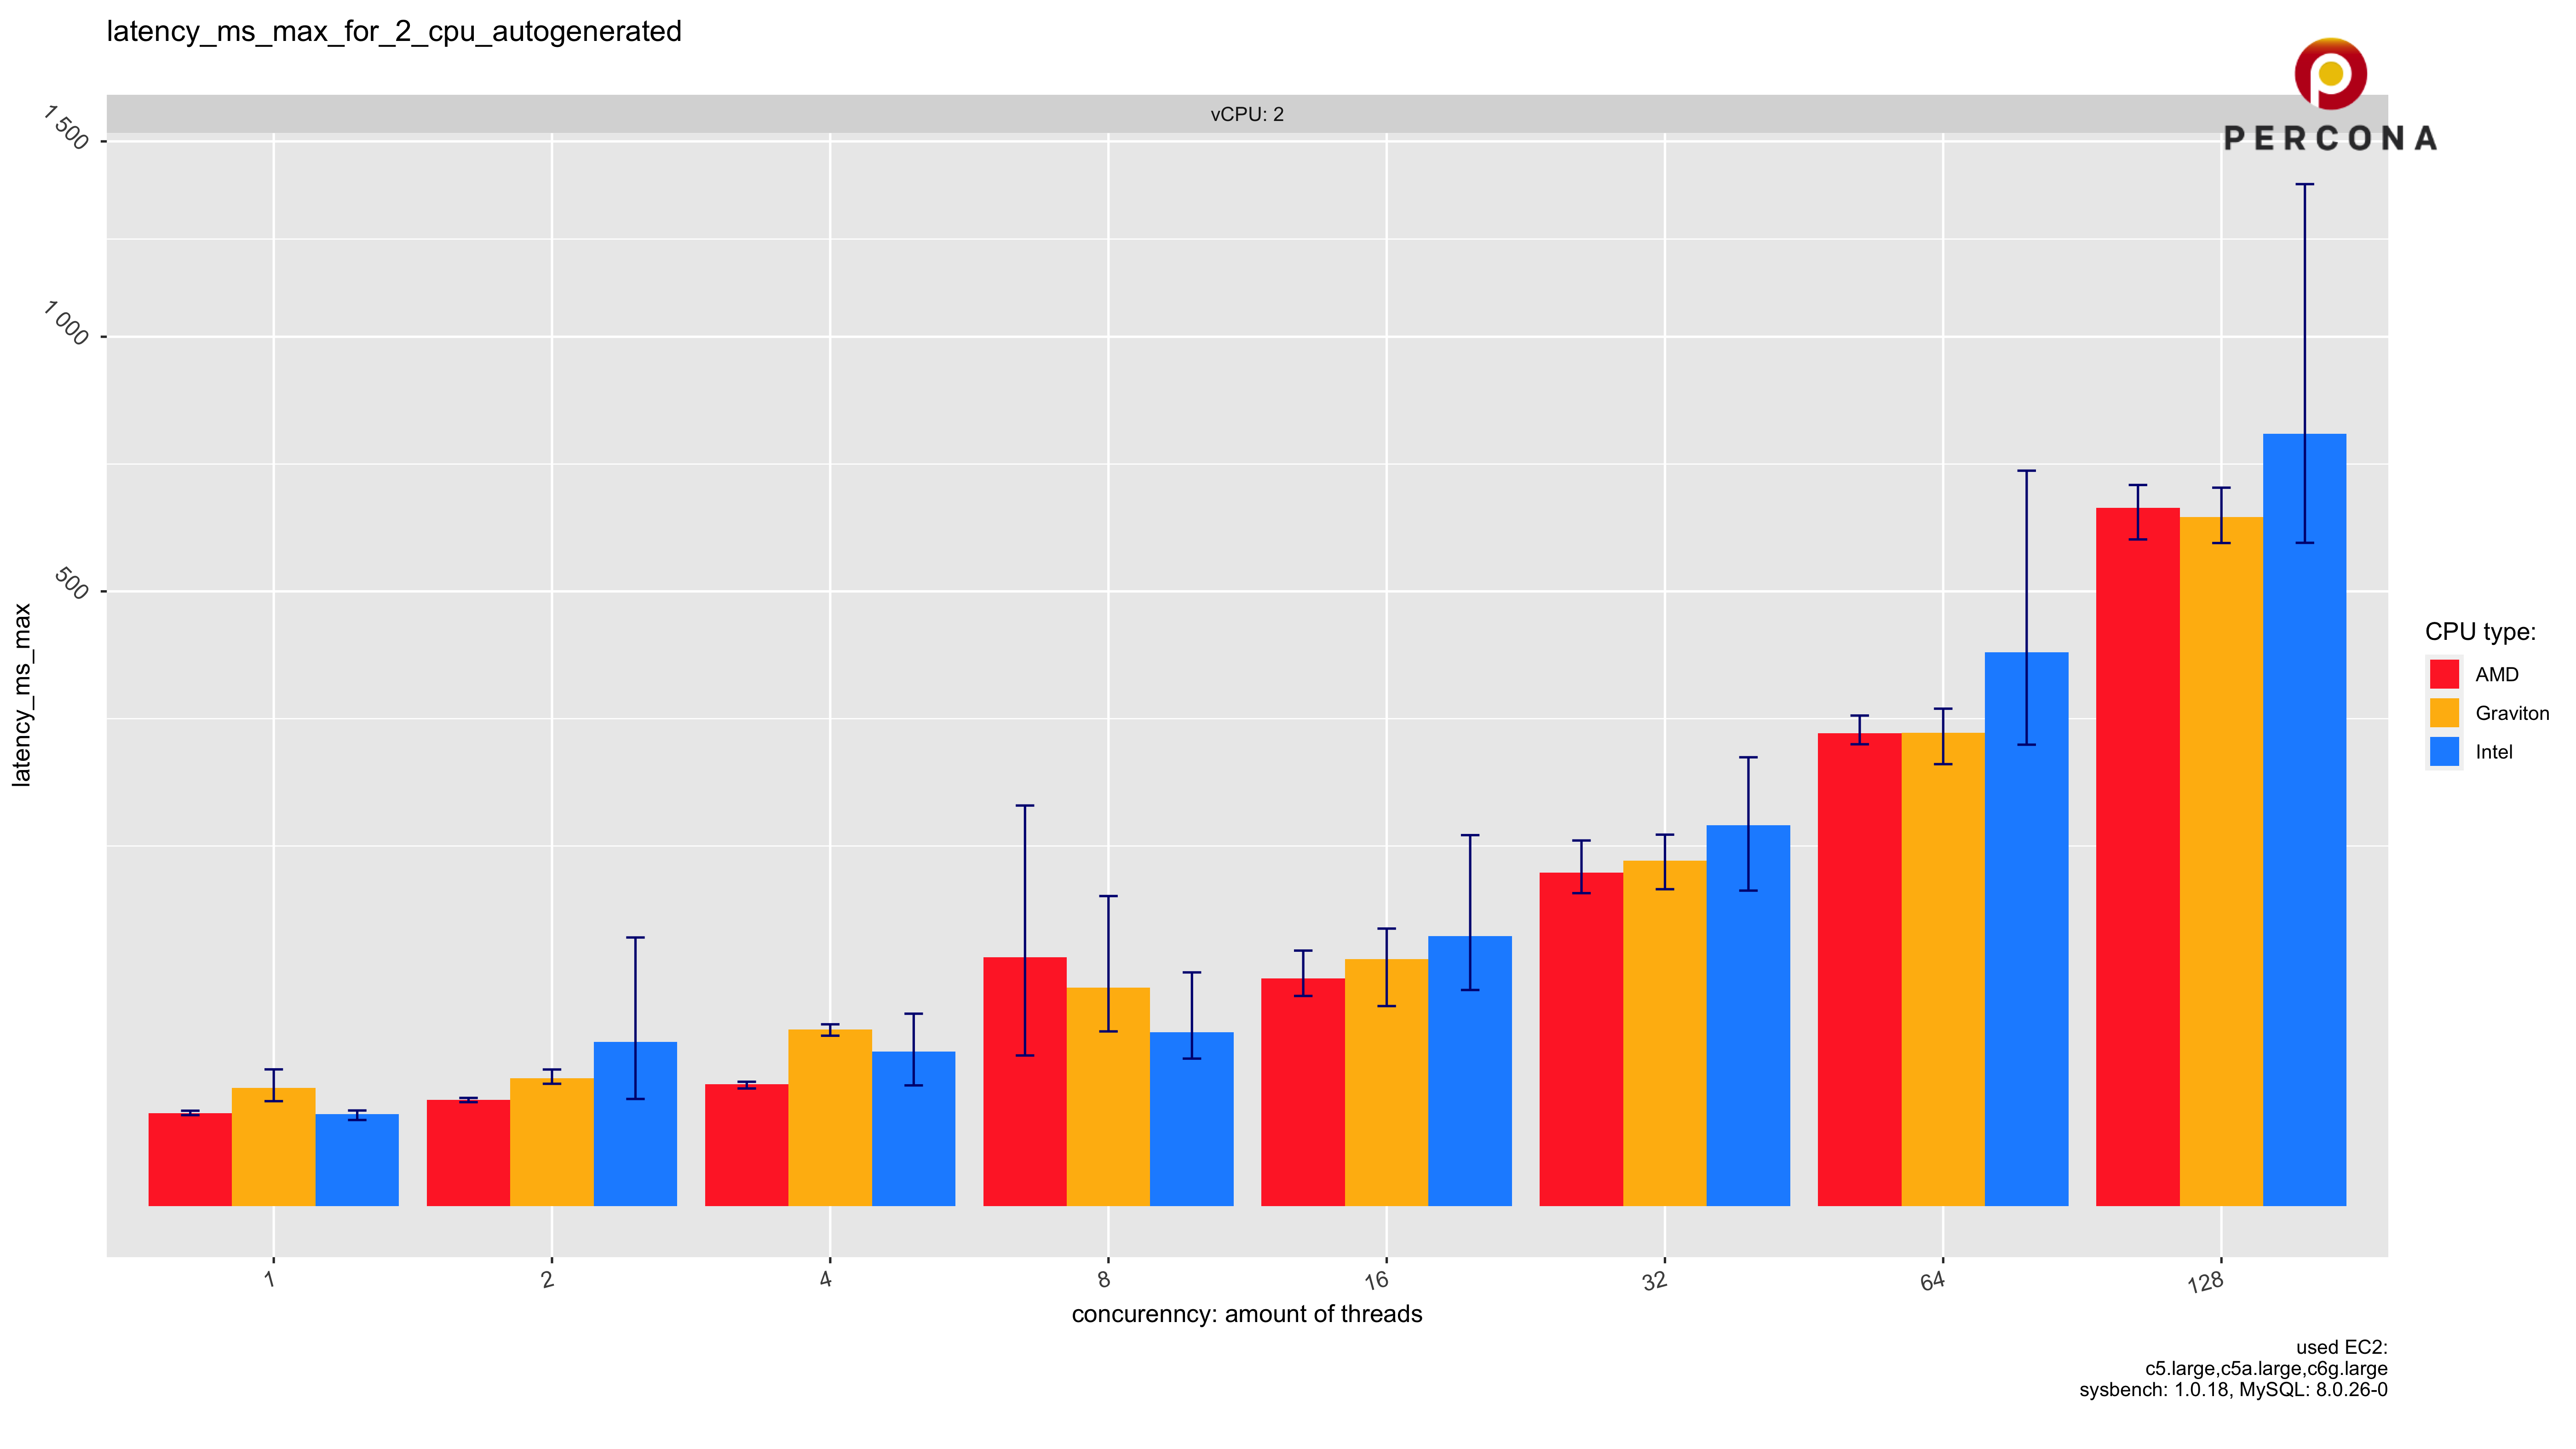 latency_ms_max_for_2_cpu_autogenerated
PERCONA
vCPU: 2
1 500
1 000
500
latency_ms_max
CPU type:
AMD
Graviton
Intel
1 2 4 8 16 32 64 128
concurenncy: amount of threads
used EC2:
c5.large,c5a.large,c6g.large
sysbench: 1.0.18, MySQL: 8.0.26-0